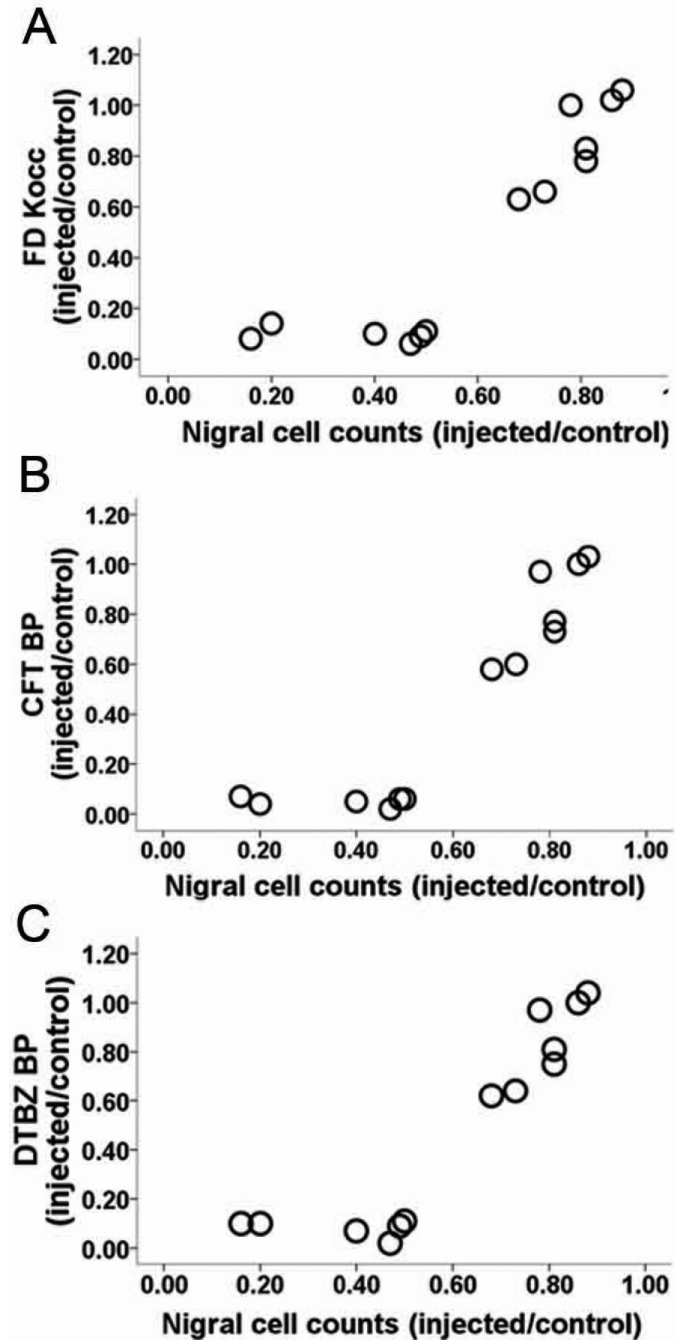 A
FD Kocc
(injected/control)
1.20
1.00
0.80
0.60
0.40
0.20
0.00
0.00 0.20 0.40 0.60 0.80
Nigral cell counts (injected/control)
B
CFT BP
(injected/control)
1.20
1.00
0.80
0.60
0.40
0.20
0.00
0.00 0.20 0.40 0.60 0.80 1.00
Nigral cell counts (injected/control)
C
DTBZ BP
(injected/control)
1.20
1.00
0.80
0.60
0.40
0.20
0.00
0.00 0.20 0.40 0.60 0.80 1.00
Nigral cell counts (injected/control)